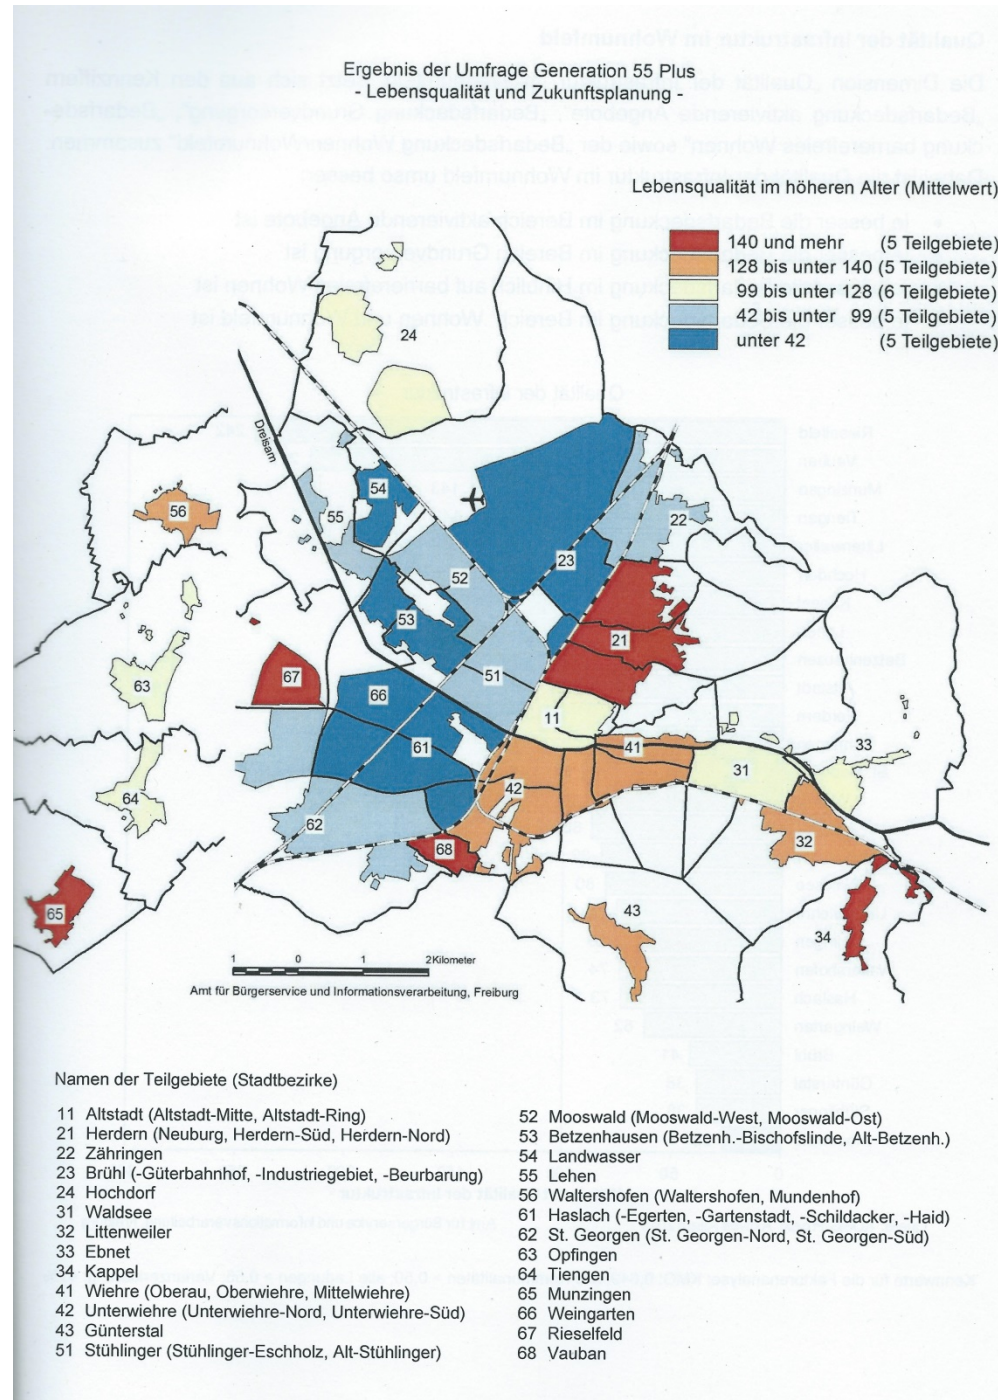 Ergebnis der Umfrage Generation 55 Plus
- Lebensqualität und Zukunftsplanung -
Lebensqualität im höheren Alter (Mittelwert)
140 und mehr (5 Teilgebiete)
128 bis unter 140 (5 Teilgebiete)
99 bis unter 128 (6 Teilgebiete)
42 bis unter 99 (5 Teilgebiete)
unter 42 (5 Teilgebiete)
24
Dreisam
54
56
55
22
23
52
53
21
67
63
66
51
11
61
41
33
31
64
42
62
32
68
65
43
34
1 0 1 2 Kilometer
Amt für Bürgerservice und Informationsverarbeitung, Freiburg
Namen der Teilgebiete (Stadtbezirke)
11 Altstadt (Altstadt-Mitte, Altstadt-Ring)
21 Herdern (Neuburg, Herdern-Süd, Herdern-Nord)
22 Zähringen
23 Brühl (-Güterbahnhof, -Industriegebiet, -Beurbarung)
24 Hochdorf
31 Waldsee
32 Littenweiler
33 Ebnet
34 Kappel
41 Wiehre (Oberau, Oberwiehre, Mittelwiehre)
42 Unterwiehre (Unterwiehre-Nord, Unterwiehre-Süd)
43 Günterstal
51 Stühlinger (Stühlinger-Eschholz, Alt-Stühlinger)
52 Mooswald (Mooswald-West, Mooswald-Ost)
53 Betzenhausen (Betzenh.-Bischofslinde, Alt-Betzenh.)
54 Landwasser
55 Lehen
56 Waltershofen (Waltershofen, Mundenhof)
61 Haslach (-Egerten, -Gartenstadt, -Schildacker, -Haid)
62 St. Georgen (St. Georgen-Nord, St. Georgen-Süd)
63 Opfingen
64 Tiengen
65 Munzingen
66 Weingarten
67 Rieselfeld
68 Vauban